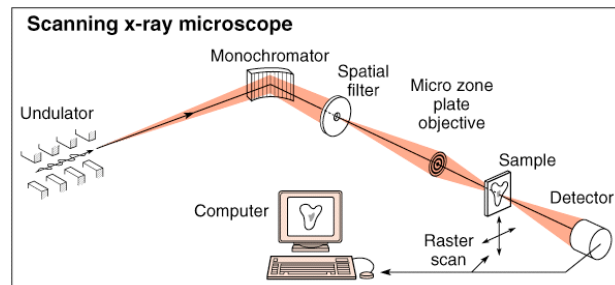 Scanning x-ray microscope
Monochromator
Spatial
filter
Undulator
Micro zone
plate
objective
Sample
Detector
Computer
Raster
scan